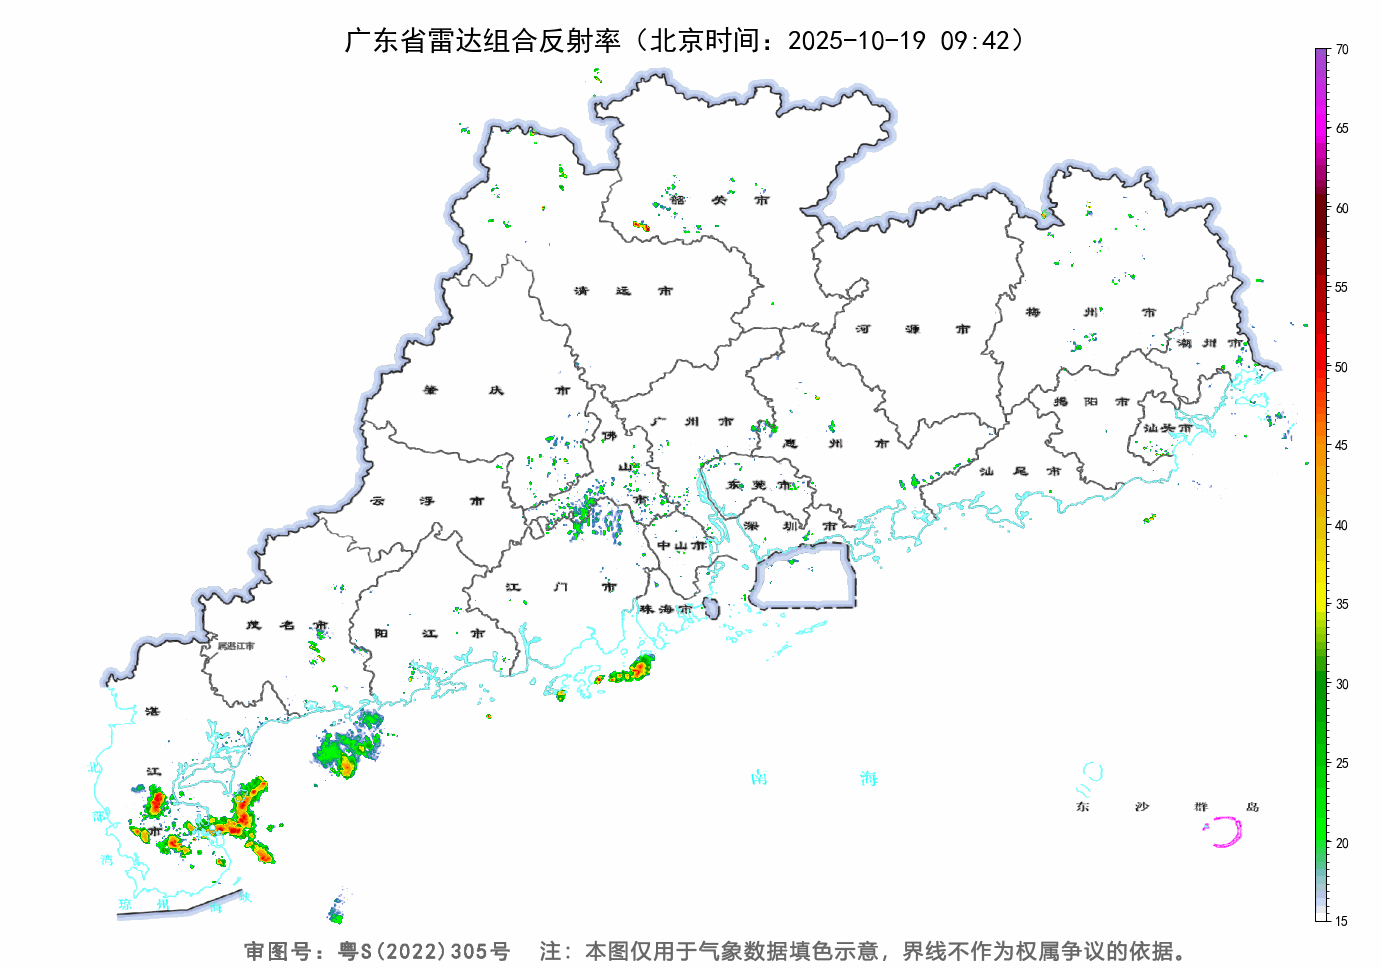 广东省雷达组合反射率（北京时间：2025-10-19 09:42）
70
65
60
55
50
45
40
35
30
25
20
15
韶关市
清远市
河源市
梅州市
潮州市
肇庆市
广州市
佛山市
惠州市
揭阳市
汕头市
汕尾市
云浮市
东莞市
深圳市
中山市
江门市
珠海市
茂名市
属湛江市
阳江市
湛江市
北部湾
琼州海峡
南海
东沙群岛
审图号：粤S(2022)305号 注：本图仅用于气象数据填色示意，界线不作为权属争议的依据。